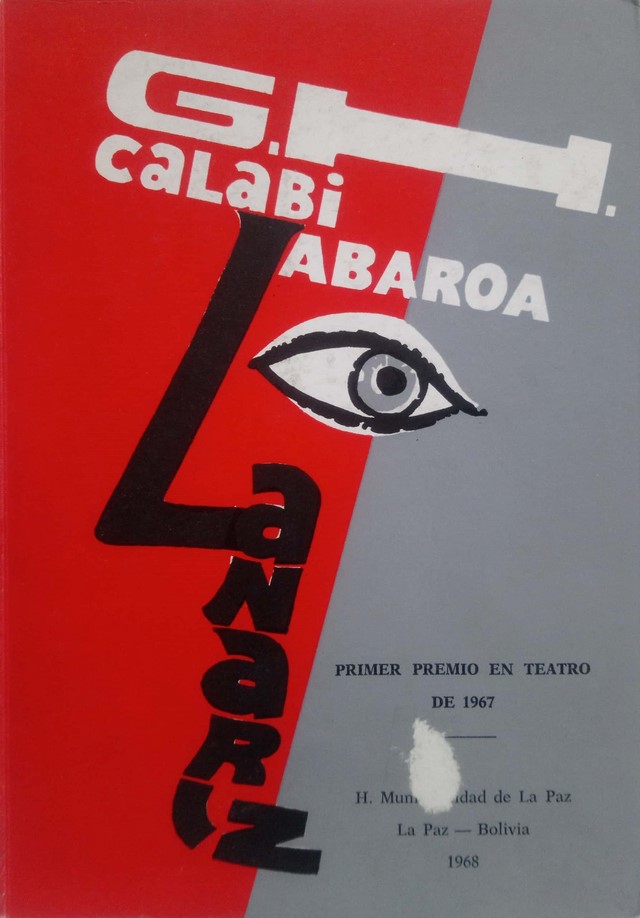 G. H.
CaLaBi
ABAROA
La
NaRiz
PRIMER PREMIO EN TEATRO
DE 1967
H. de La Paz
La Paz — Bolivia
1968